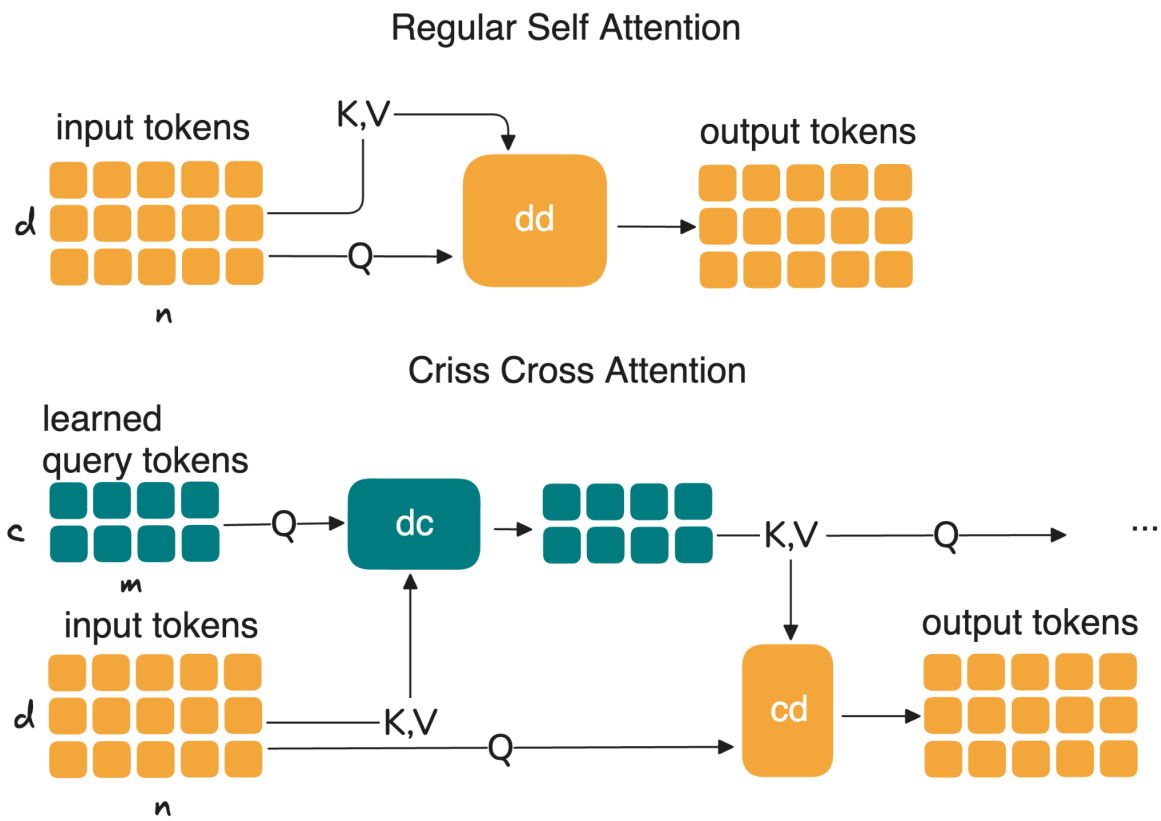 Regular Self Attention
input tokens
K,V
output tokens
d
dd
Q
n
Criss Cross Attention
learned
query tokens
c
Q
dc
K,V
Q
...
m
input tokens
output tokens
d
K,V
cd
Q
n